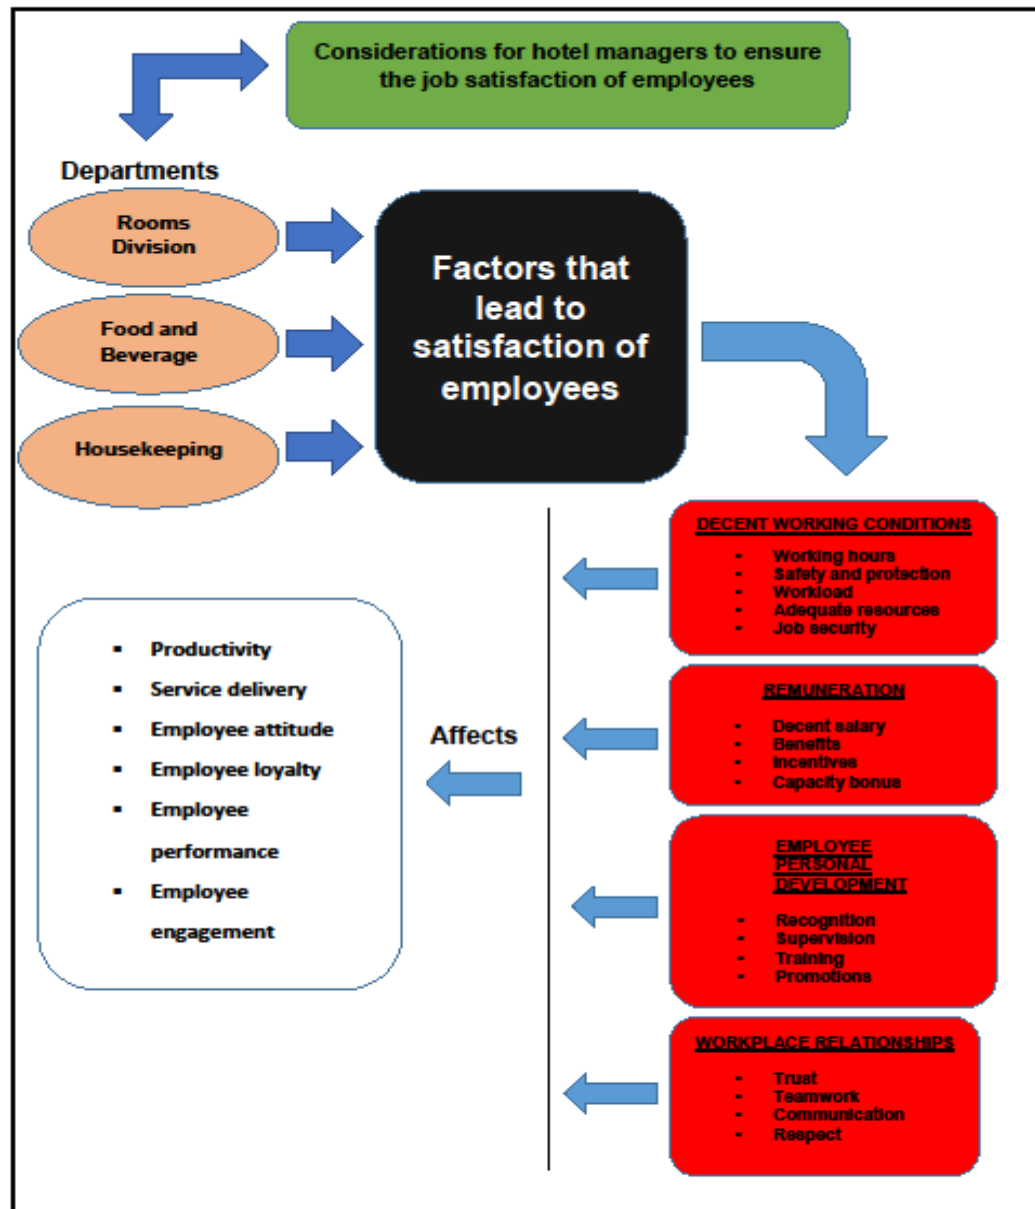 Considerations for hotel managers to ensure
the job satisfaction of employees
Departments
Rooms
Division
Food and
Beverage
Housekeeping
Factors that
lead to
satisfaction of
employees
DECENT WORKING CONDITIONS
- Working hours
- Safety and protection
- Workload
- Adequate resources
- Job security
REMUNERATION
- Decent salary
- Benefits
- Incentives
- Capacity bonus
EMPLOYEE
PERSONAL
DEVELOPMENT
- Recognition
- Supervision
- Training
- Promotions
WORKPLACE RELATIONSHIPS
- Trust
- Teamwork
- Communication
- Respect
Affects
▪ Productivity
▪ Service delivery
▪ Employee attitude
▪ Employee loyalty
▪ Employee
performance
▪ Employee
engagement